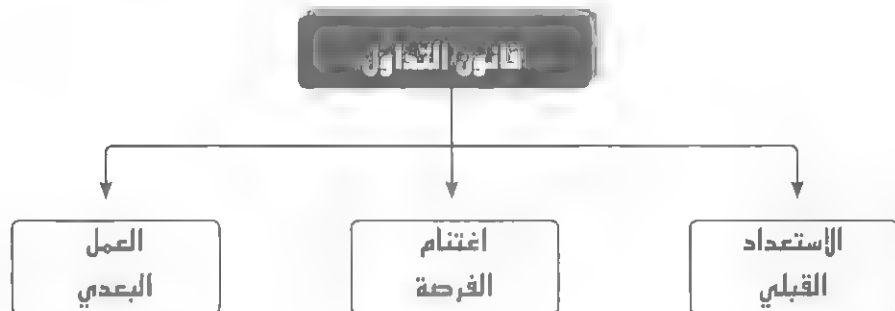 قانون التداول
الاستعداد
القبلي
اغتنام
الفرصة
العمل
البعدي